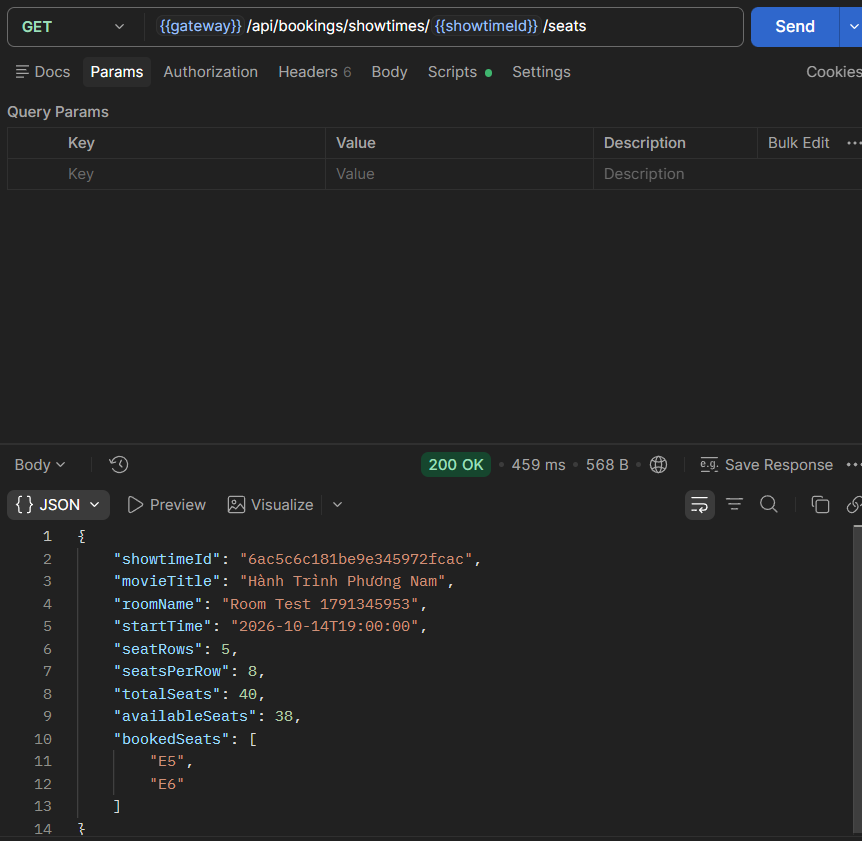 GET {{gateway}} /api/bookings/showtimes/ {{showtimeId}} /seats Send
Docs Params Authorization Headers 6 Body Scripts Settings Cookies
Query Params
Key Value Description Bulk Edit
Key Value Description
Body 200 OK 459 ms 568 B e.g. Save Response
{} JSON Preview Visualize
1 {
2 "showtimeId": "6ac5c6c181be9e345972fcac",
3 "movieTitle": "Hành Trình Phương Nam",
4 "roomName": "Room Test 1791345953",
5 "startTime": "2026-10-14T19:00:00",
6 "seatRows": 5,
7 "seatsPerRow": 8,
8 "totalSeats": 40,
9 "availableSeats": 38,
10 "bookedSeats": [
11 "E5",
12 "E6"
13 ]
14 }